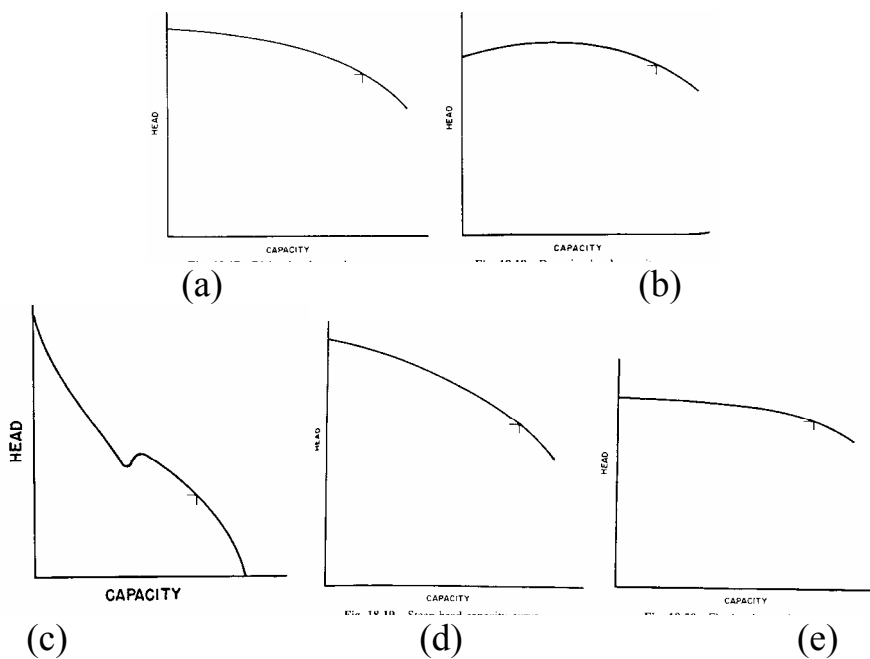 HEAD
CAPACITY
(a)
HEAD
CAPACITY
(b)
HEAD
CAPACITY
(c)
HEAD
CAPACITY
Fig. 18.19 Steep head capacity curve
(d)
HEAD
CAPACITY
(e)